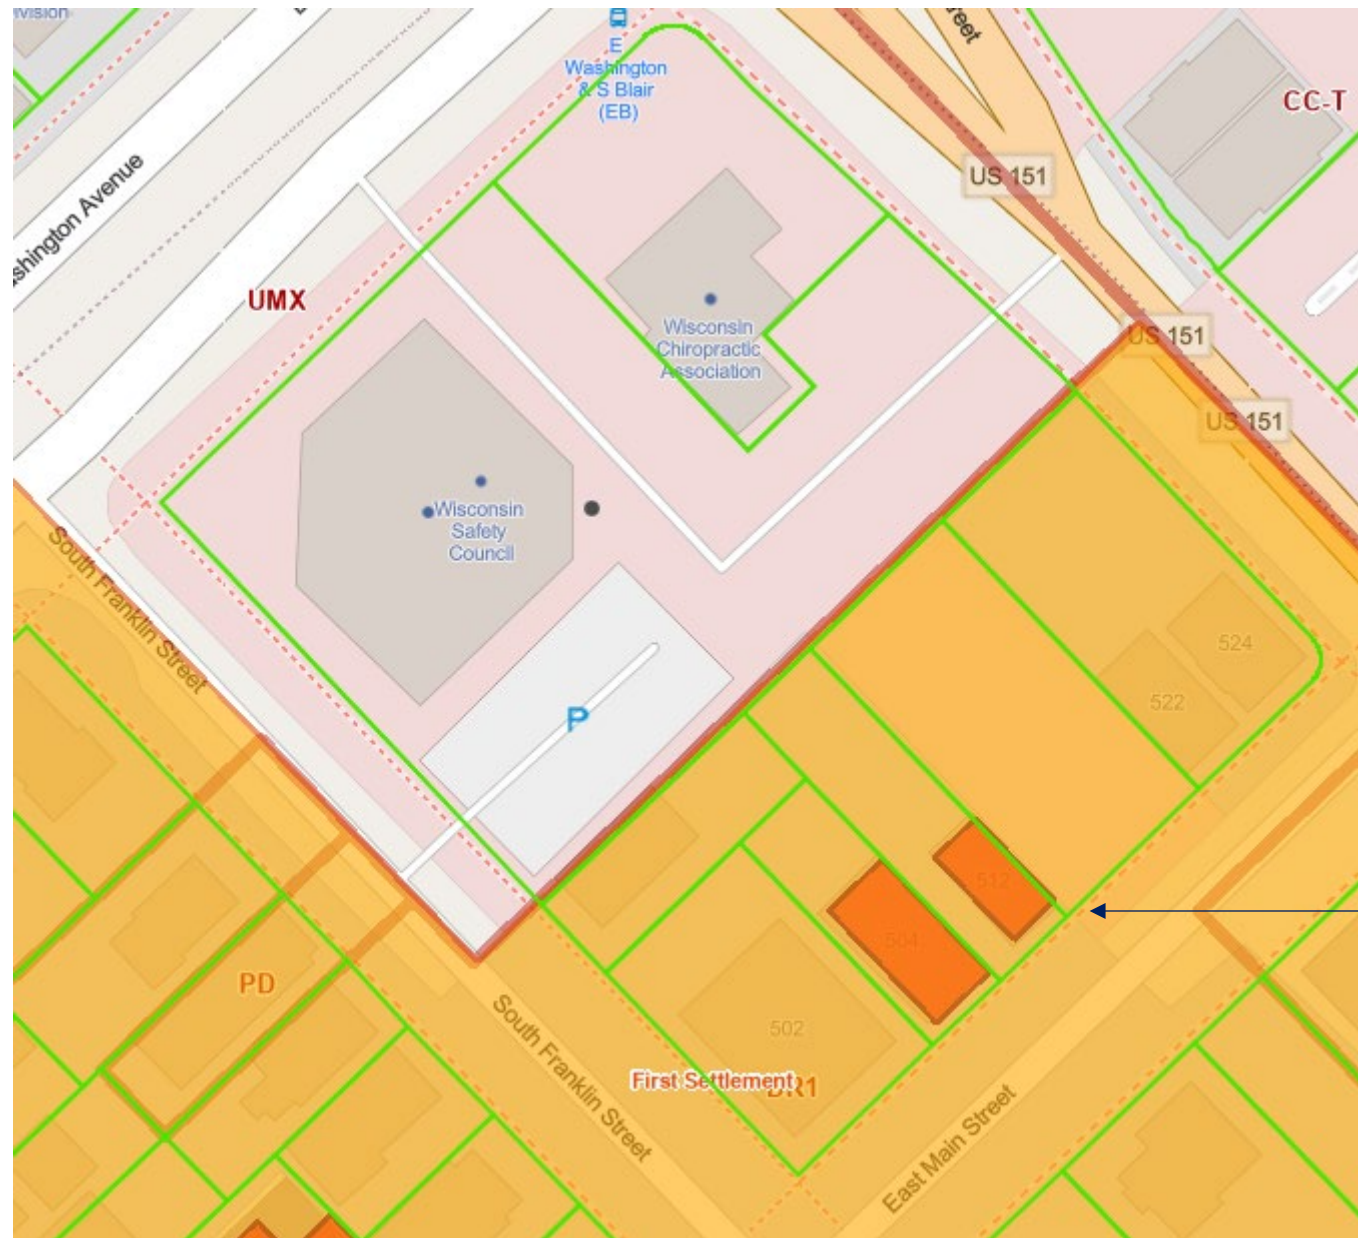 vision
E
Washington
& S Blair
(EB)
CC-T
US 151
shington Avenue
UMX
Wisconsin
Chiropractic
Association
US 151
US 151
Wisconsin
Safety
Council
South Franklin Street
524
522
P
512
504
PD
502
South Franklin Street
First Settlement
DR1
East Main Street